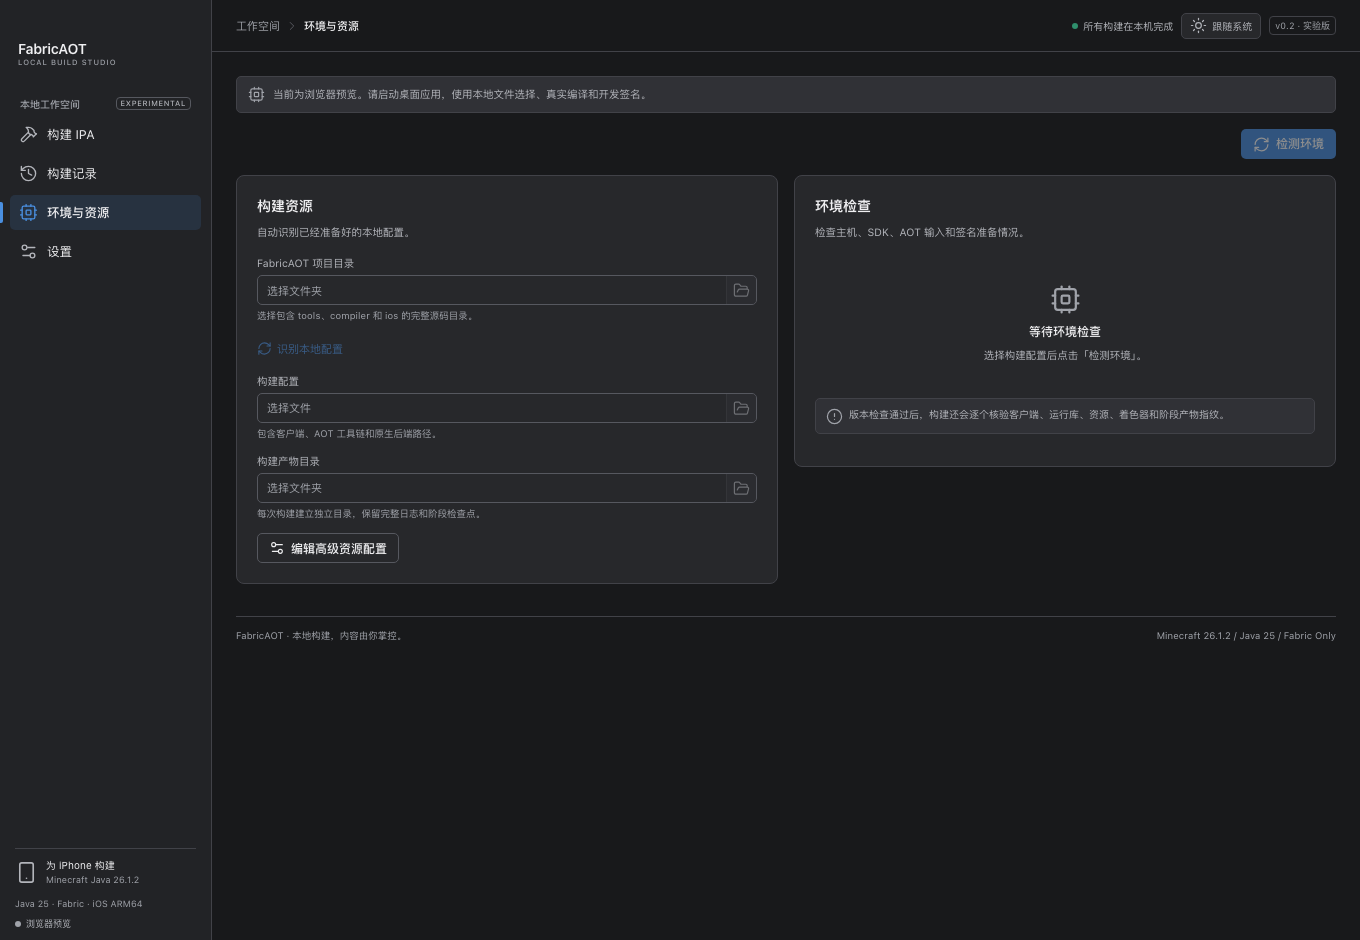 FabricAOT
LOCAL BUILD STUDIO
本地工作空间
EXPERIMENTAL
构建 IPA
构建记录
环境与资源
设置
为 iPhone 构建
Minecraft Java 26.1.2
Java 25 · Fabric · iOS ARM64
浏览器预览
工作空间
环境与资源
所有构建在本机完成
跟随系统
v0.2 · 实验版
当前为浏览器预览。请启动桌面应用，使用本地文件选择、真实编译和开发签名。
检测环境
构建资源
自动识别已经准备好的本地配置。
FabricAOT 项目目录
选择文件夹
选择包含 tools、compiler 和 ios 的完整源码目录。
识别本地配置
构建配置
选择文件
包含客户端、AOT 工具链和原生后端路径。
构建产物目录
选择文件夹
每次构建建立独立目录，保留完整日志和阶段检查点。
编辑高级资源配置
环境检查
检查主机、SDK、AOT 输入和签名准备情况。
等待环境检查
选择构建配置后点击「检测环境」。
版本检查通过后，构建还会逐个核验客户端、运行库、资源、着色器和阶段产物指纹。
FabricAOT · 本地构建，内容由你掌控。
Minecraft 26.1.2 / Java 25 / Fabric Only